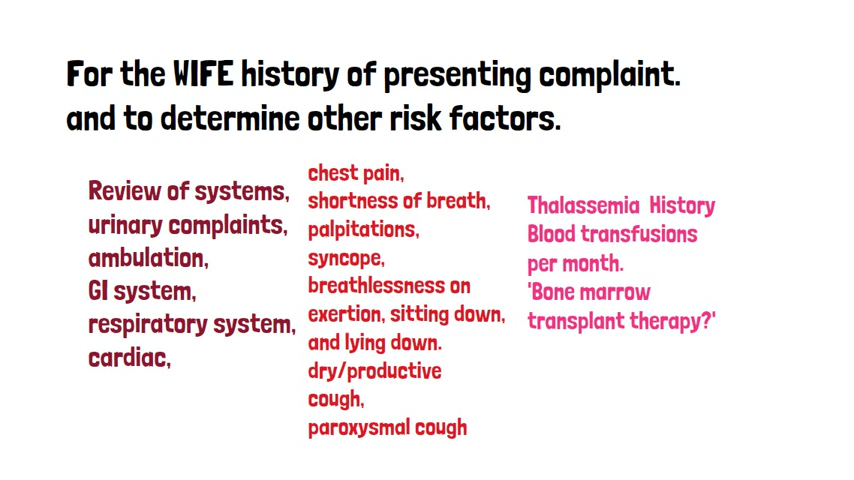 For the WIFE history of presenting complaint.
and to determine other risk factors.
Review of systems,
urinary complaints,
ambulation,
GI system,
respiratory system,
cardiac,
chest pain,
shortness of breath,
palpitations,
syncope,
breathlessness on
exertion, sitting down,
and lying down.
dry/productive
cough,
paroxysmal cough
Thalassemia History
Blood transfusions
per month.
'Bone marrow
transplant therapy?'